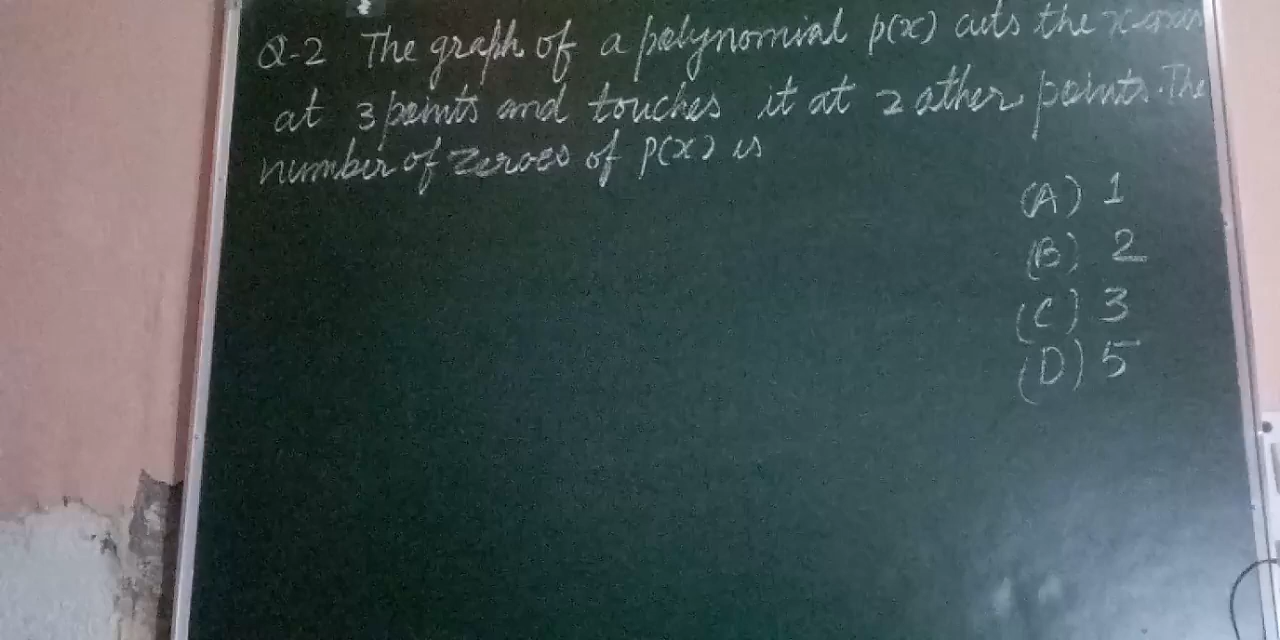 Q-2 The graph of a polynomial p(x) cuts the x-axis
at 3 points and touches it at 2 other points. The
number of zeroes of P(x) is
(A) 1
(B) 2
(C) 3
(D) 5